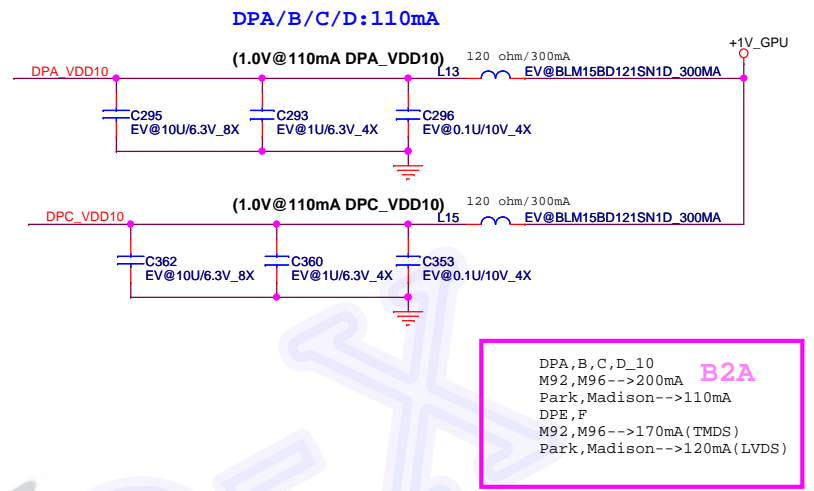 DPA/B/C/D:110mA
+1V_GPU
(1.0V@110mA DPA_VDD10)
120 ohm/300mA
DPA_VDD10
L13
EV@BLM15BD121SN1D_300MA
C295
EV@10U/6.3V_8X
C293
EV@1U/6.3V_4X
C296
EV@0.1U/10V_4X
(1.0V@110mA DPC_VDD10)
120 ohm/300mA
DPC_VDD10
L15
EV@BLM15BD121SN1D_300MA
C362
EV@10U/6.3V_8X
C360
EV@1U/6.3V_4X
C353
EV@0.1U/10V_4X
DPA,B,C,D_10
B2A
M92,M96-->200mA
Park,Madison-->110mA
DPE,F
M92,M96-->170mA(TMDS)
Park,Madison-->120mA(LVDS)